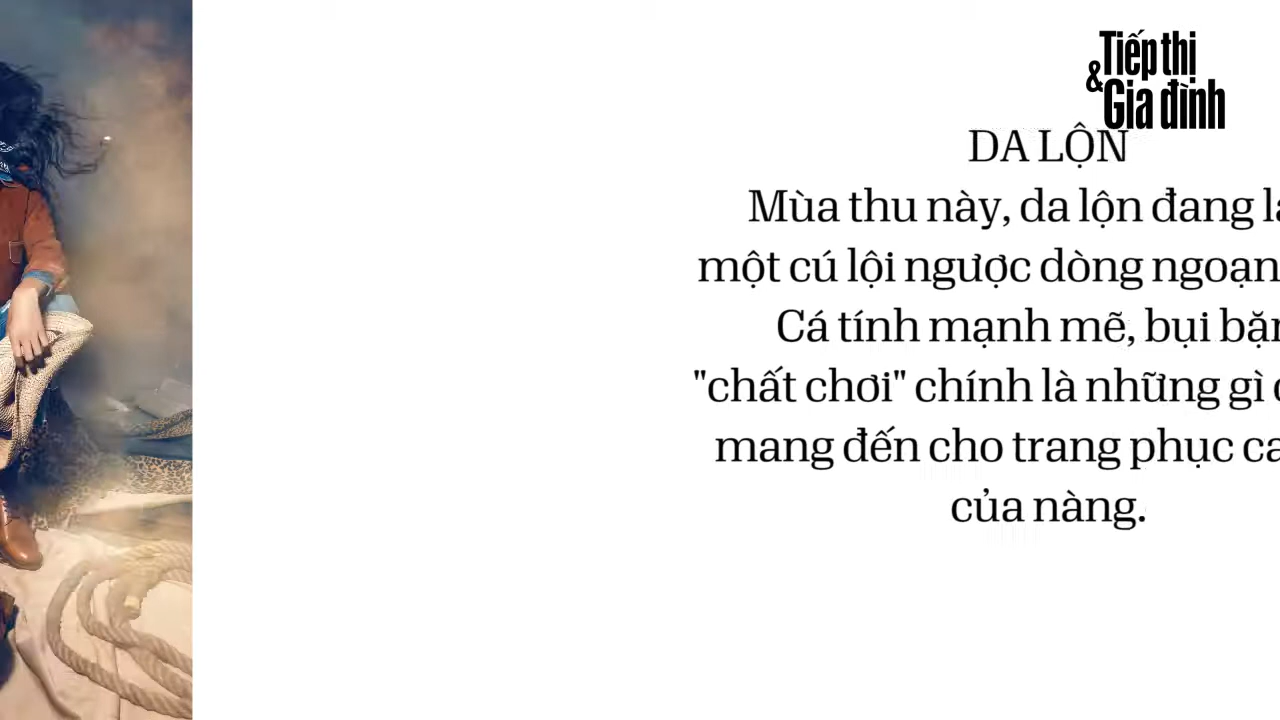 Tiếp thị
& Gia đình
DA LỘN
Mùa thu này, da lộn đang
một cú lội ngược dòng ngoạn
Cá tính mạnh mẽ, bụi
"chất chơi" chính là những gì
mang đến cho trang phục
của nàng.